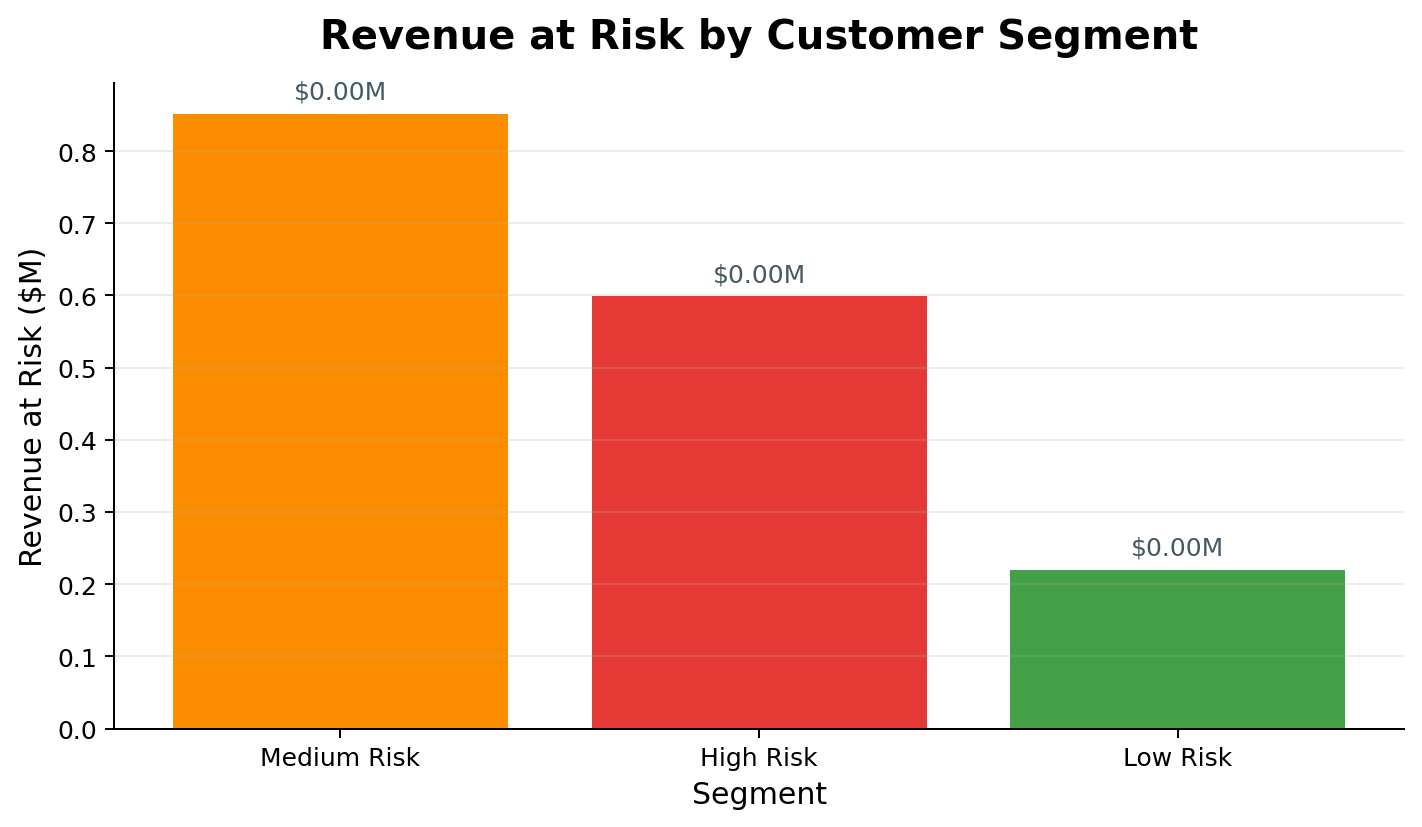 Revenue at Risk by Customer Segment
$0.00M
$0.00M
$0.00M
Revenue at Risk ($M)
0.8
0.7
0.6
0.5
0.4
0.3
0.2
0.1
0.0
Medium Risk
High Risk
Low Risk
Segment